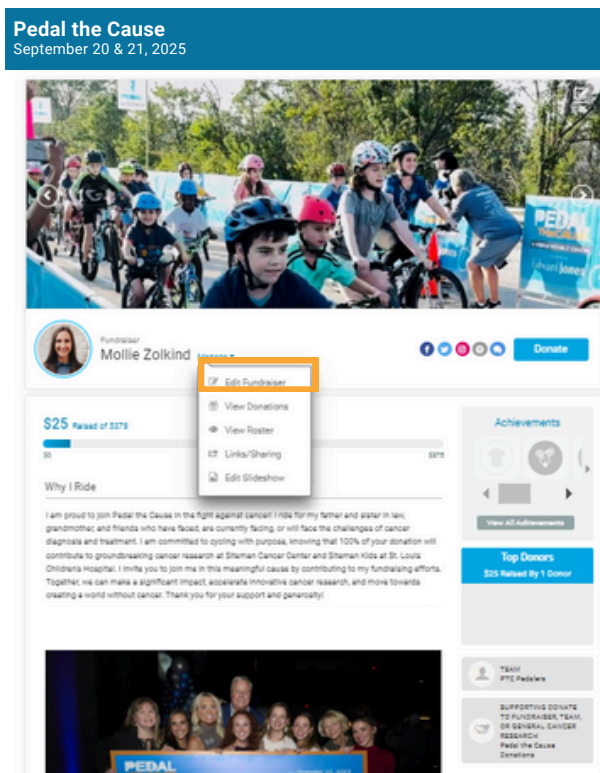 Pedal the Cause
September 20 & 21, 2025
PEDAL
THE CAUSE
Edward Jones
Fundraiser
Mollie Zolkind
Manage
Donate
Edit Fundraiser
View Donations
View Roster
Links/Sharing
Edit Slideshow
$25 Raised of $375
$0
$375
Why I Ride
I am proud to join Pedal the Cause in the fight against cancer! I ride for my father and sister in law,
grandmother, and friends who have faced, are currently facing, or will face the challenges of cancer
diagnosis and treatment. I am committed to cycling with purpose, knowing that 100% of your donation will
contribute to groundbreaking cancer research at Siteman Cancer Center and Siteman Kids at St. Louis
Children's Hospital. I invite you to join me in this meaningful cause by contributing to my fundraising efforts.
Together, we can make a significant impact, accelerate innovative cancer research, and move towards
creating a world without cancer. Thank you for your support and generosity!
Achievements
View All Achievements
Top Donors
$25 Raised By 1 Donor
TEAM
PTC Pedalers
SUPPORTING DONATE
TO FUNDRAISER, TEAM,
OR GENERAL CANCER
RESEARCH
Pedal the Cause
Donations
PEDAL